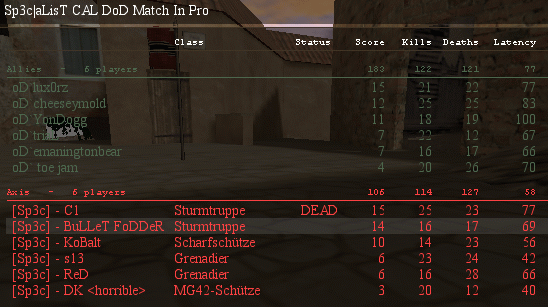 Sp3c|aLisT CAL DoD Match In Pro
Class Status Score Kills Deaths Latency
Allies - 6 players 183 122 121 77
oD lux0rz 15 21 22 77
oD cheeseymold 12 25 25 83
oD YonDogg 11 18 19 100
oD 7 22 12 67
oD emaningtonbear 7 16 17 66
oD toe jam 4 20 26 70
Axis - 6 players 106 114 127 58
[Sp3c] - C1 Sturmtruppe DEAD 15 25 23 77
[Sp3c] - BuLLeT FoDDeR Sturmtruppe 14 16 17 69
[Sp3c] - KoBalt Scharfschütze 10 14 23 56
[Sp3c] - s13 Grenadier 6 23 24 42
[Sp3c] - ReD Grenadier 6 16 28 66
[Sp3c] - DK <horrible> MG42-Schütze 3 20 12 40